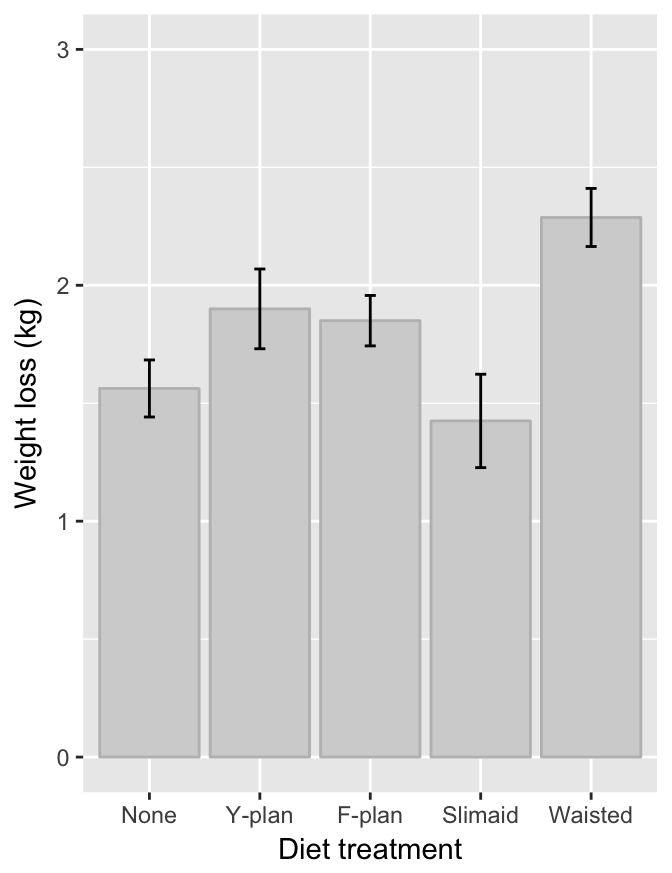 3
2
1
0
Weight loss (kg)
None Y-plan F-plan Slimaid Waisted
Diet treatment